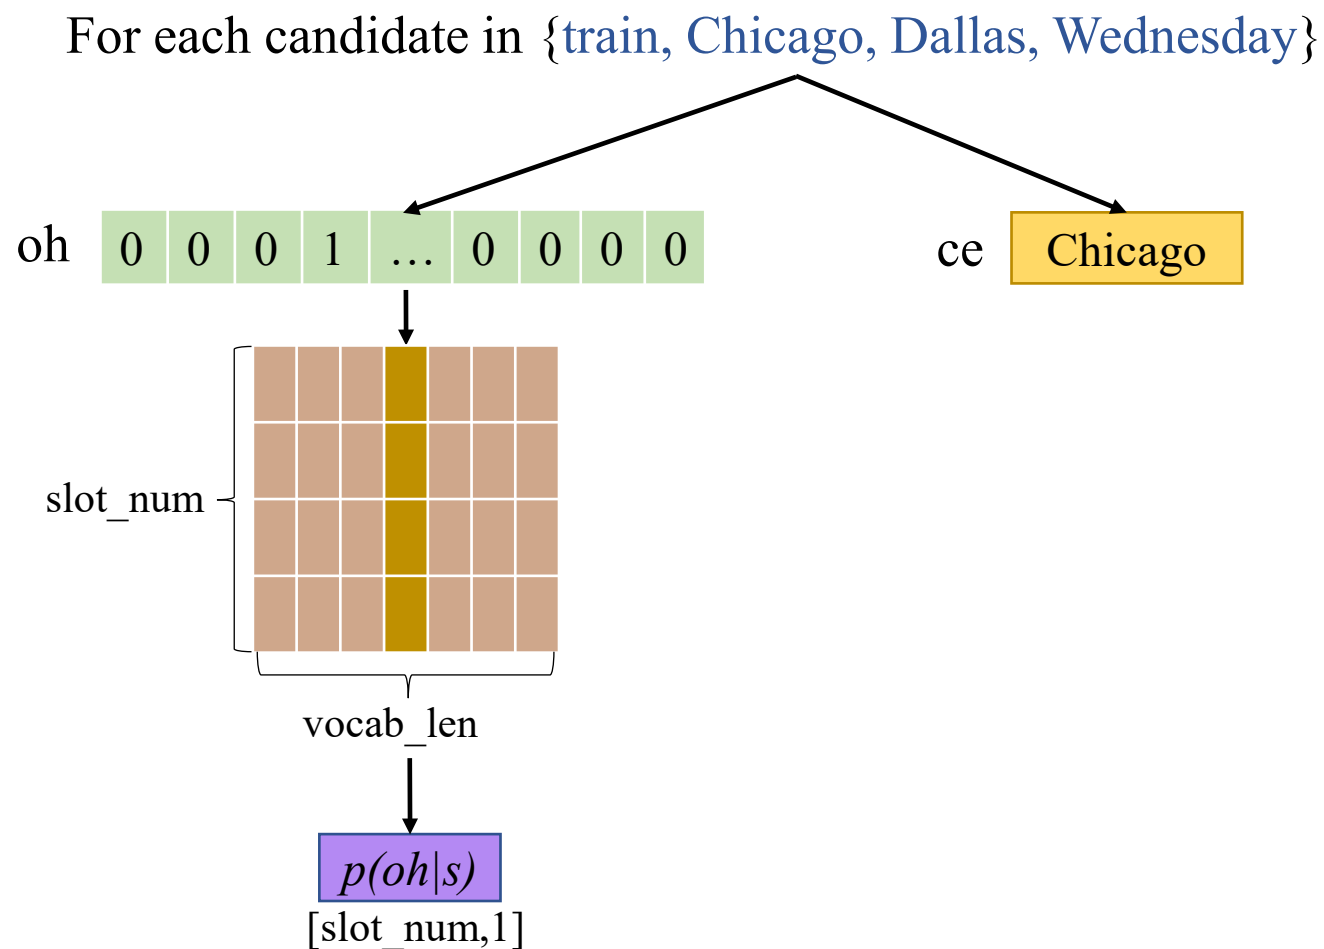 For each candidate in {train, Chicago, Dallas, Wednesday}
oh 0 0 0 1 ... 0 0 0 0
ce Chicago
slot_num
vocab_len
p(oh|s)
[slot_num,1]